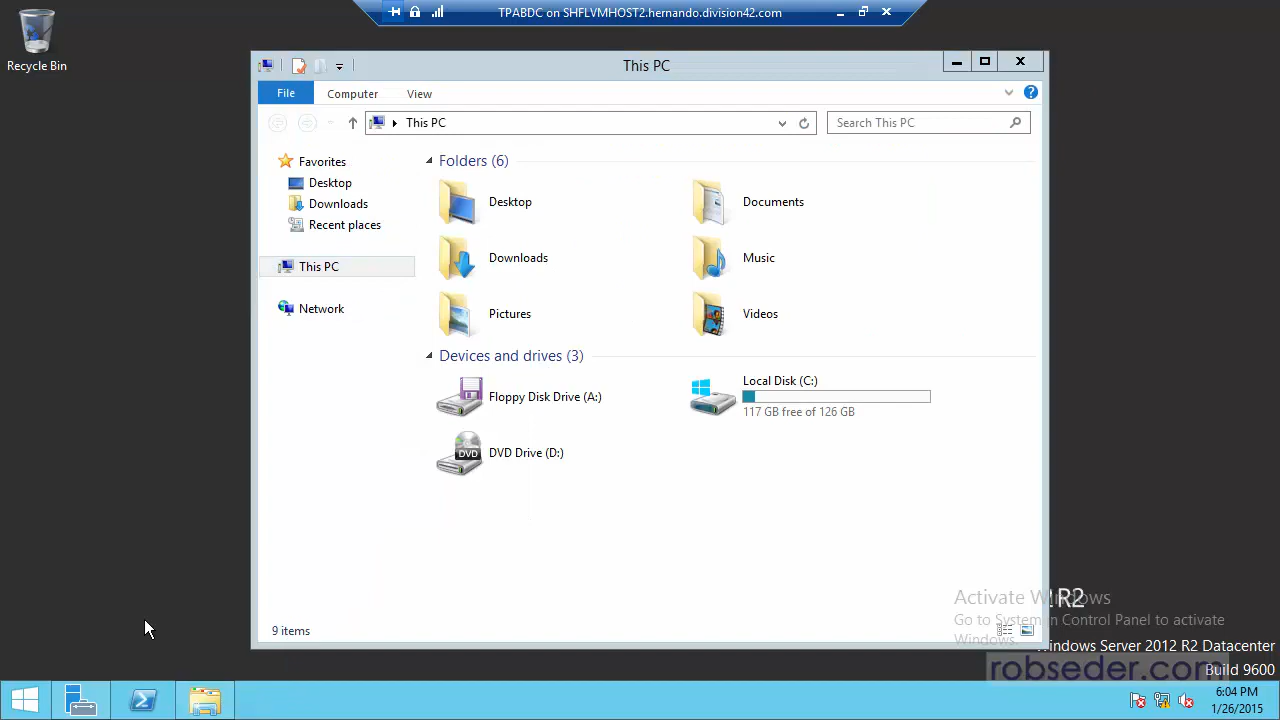 TPABDC on SHFLVMHOST2.hernando.division42.com
Recycle Bin
This PC
File
Computer
View
This PC
Search This PC
Favorites
Desktop
Downloads
Recent places
This PC
Network
Folders (6)
Desktop
Documents
Downloads
Music
Pictures
Videos
Devices and drives (3)
Floppy Disk Drive (A:)
Local Disk (C:)
117 GB free of 126 GB
DVD Drive (D:)
DVD
9 items
Activate Windows
R2
Go to System in Control Panel to activate
Windows.
Windows Server 2012 R2 Datacenter
robseder.com
Build 9600
6:04 PM
1/26/2015